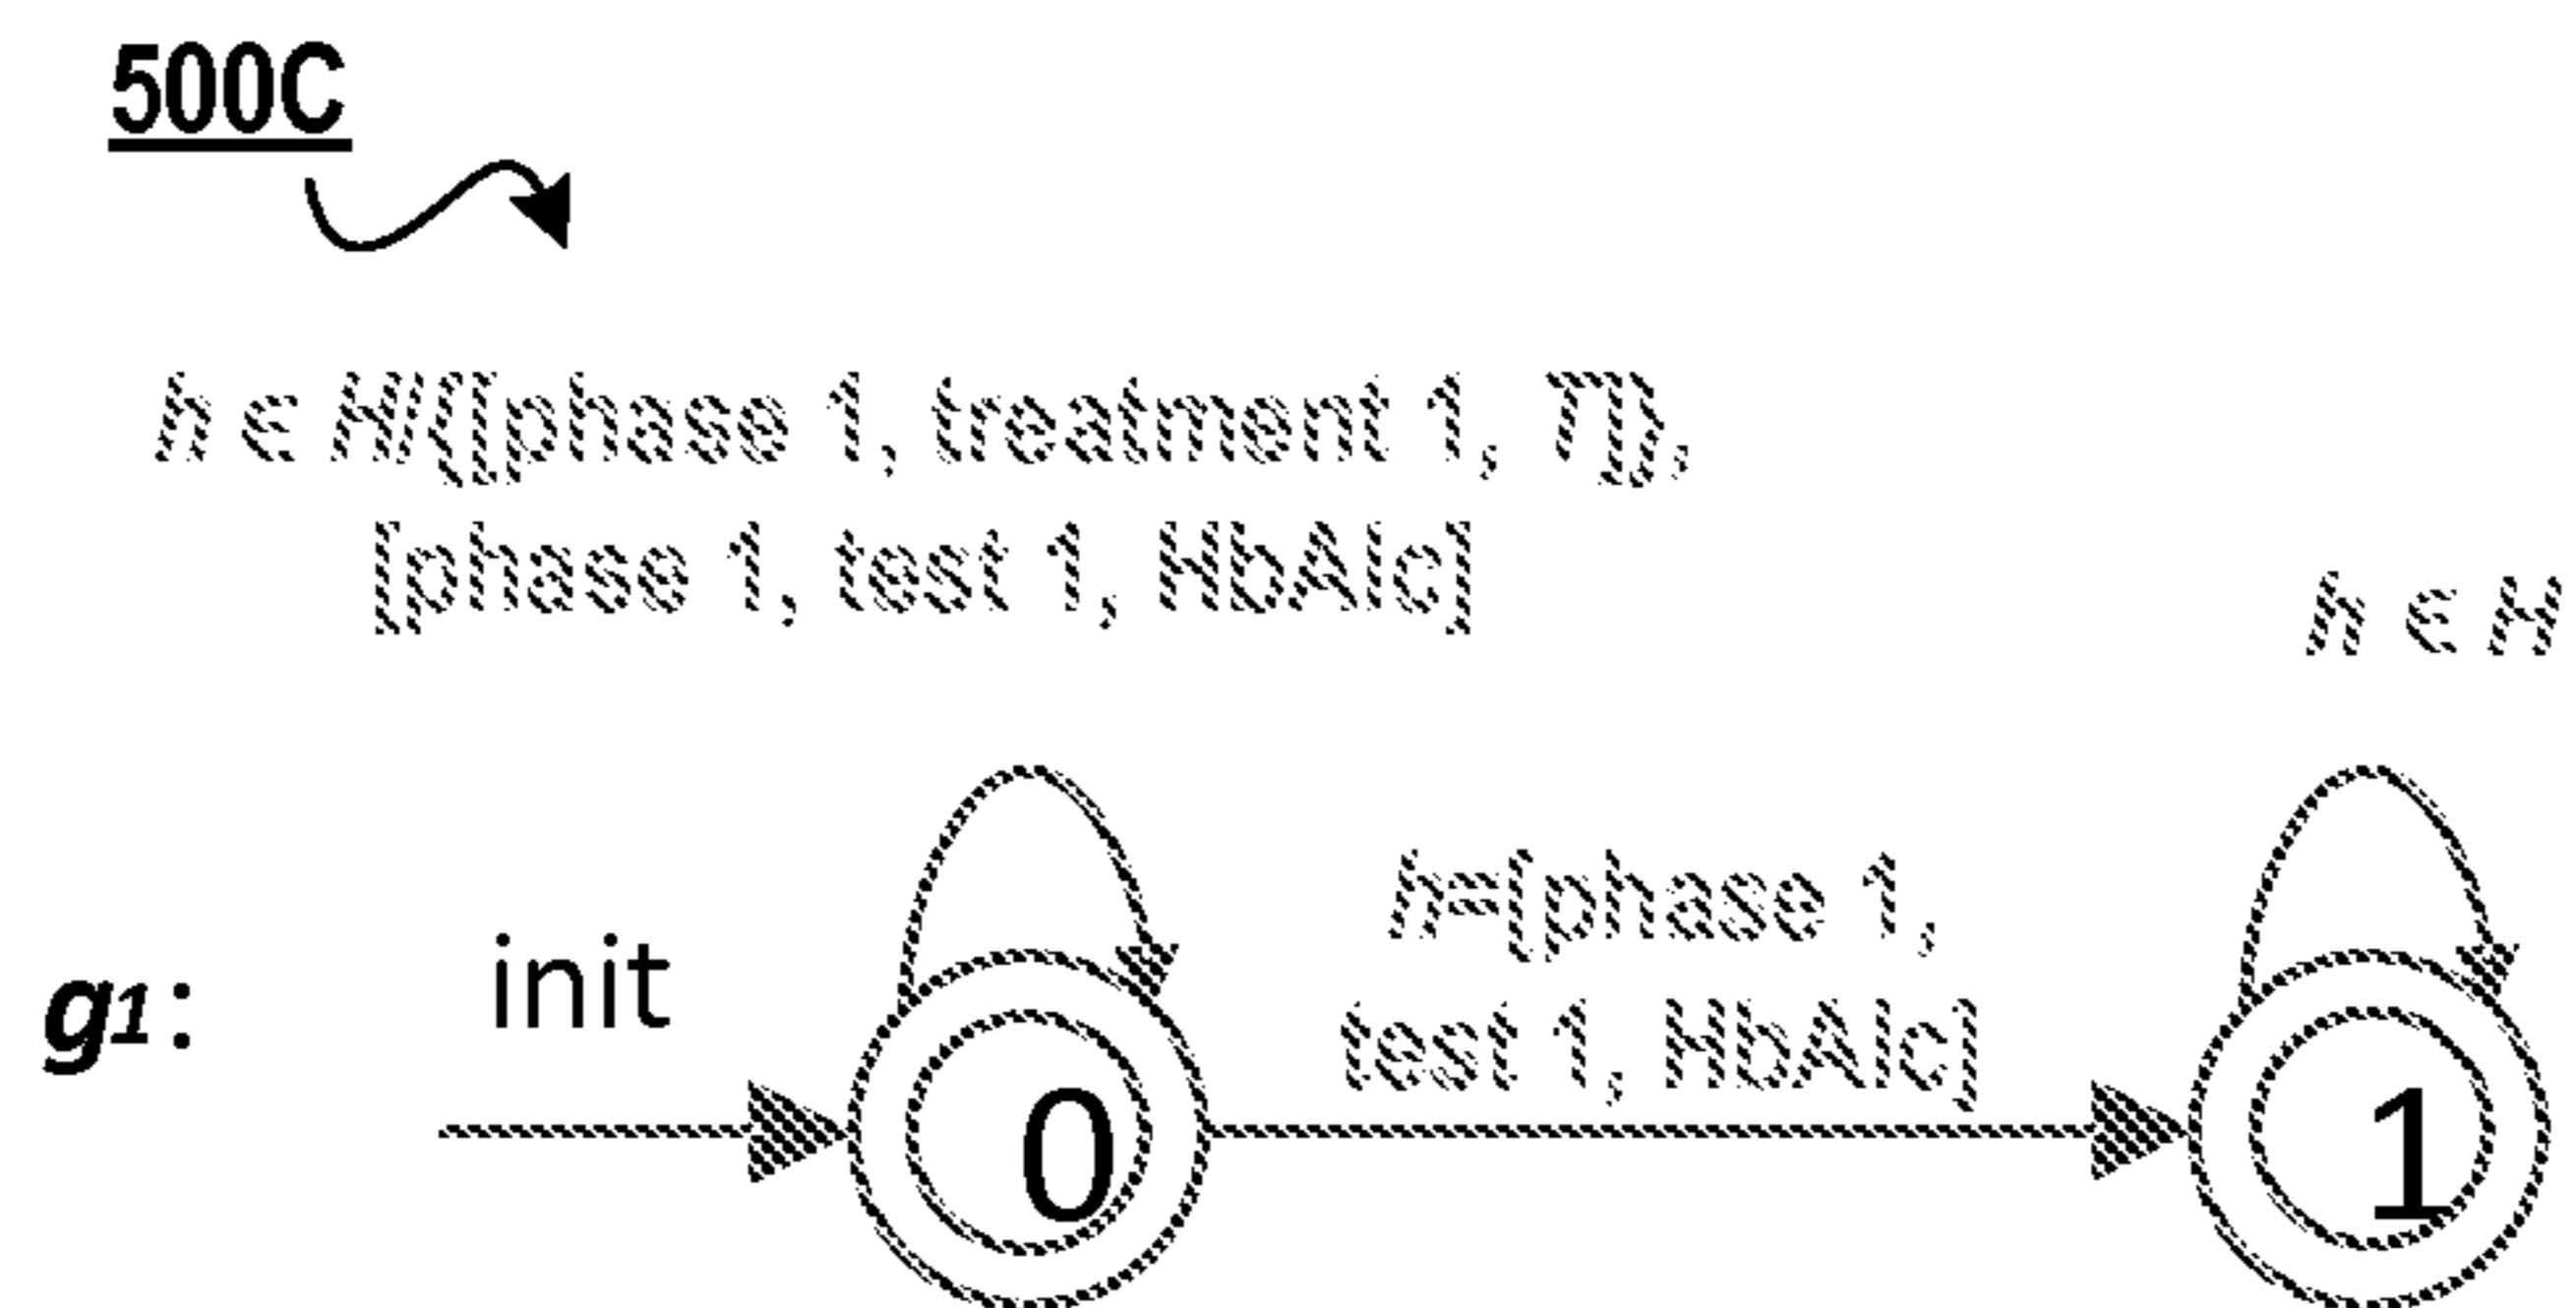 500C
h ∈ H/{[phase 1, treatment 1, T]},
[phase 1, test 1, HbAlc]
h ∈ H
h=[phase 1,
test 1, HbAlc]
g1:
init
0
1